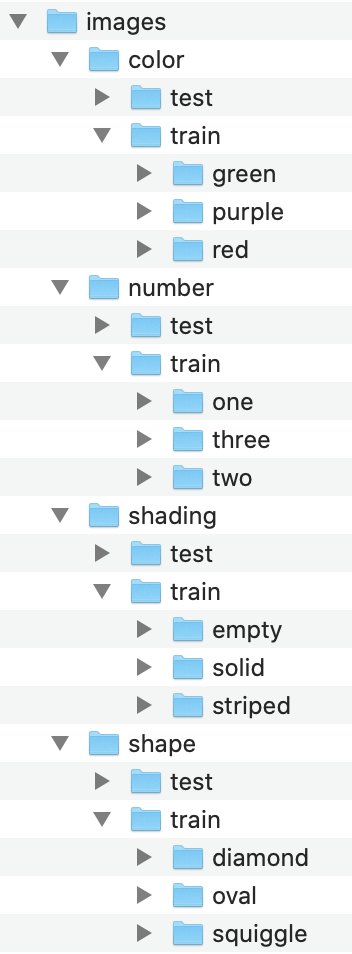 images
color
test
train
green
purple
red
number
test
train
one
three
two
shading
test
train
empty
solid
striped
shape
test
train
diamond
oval
squiggle